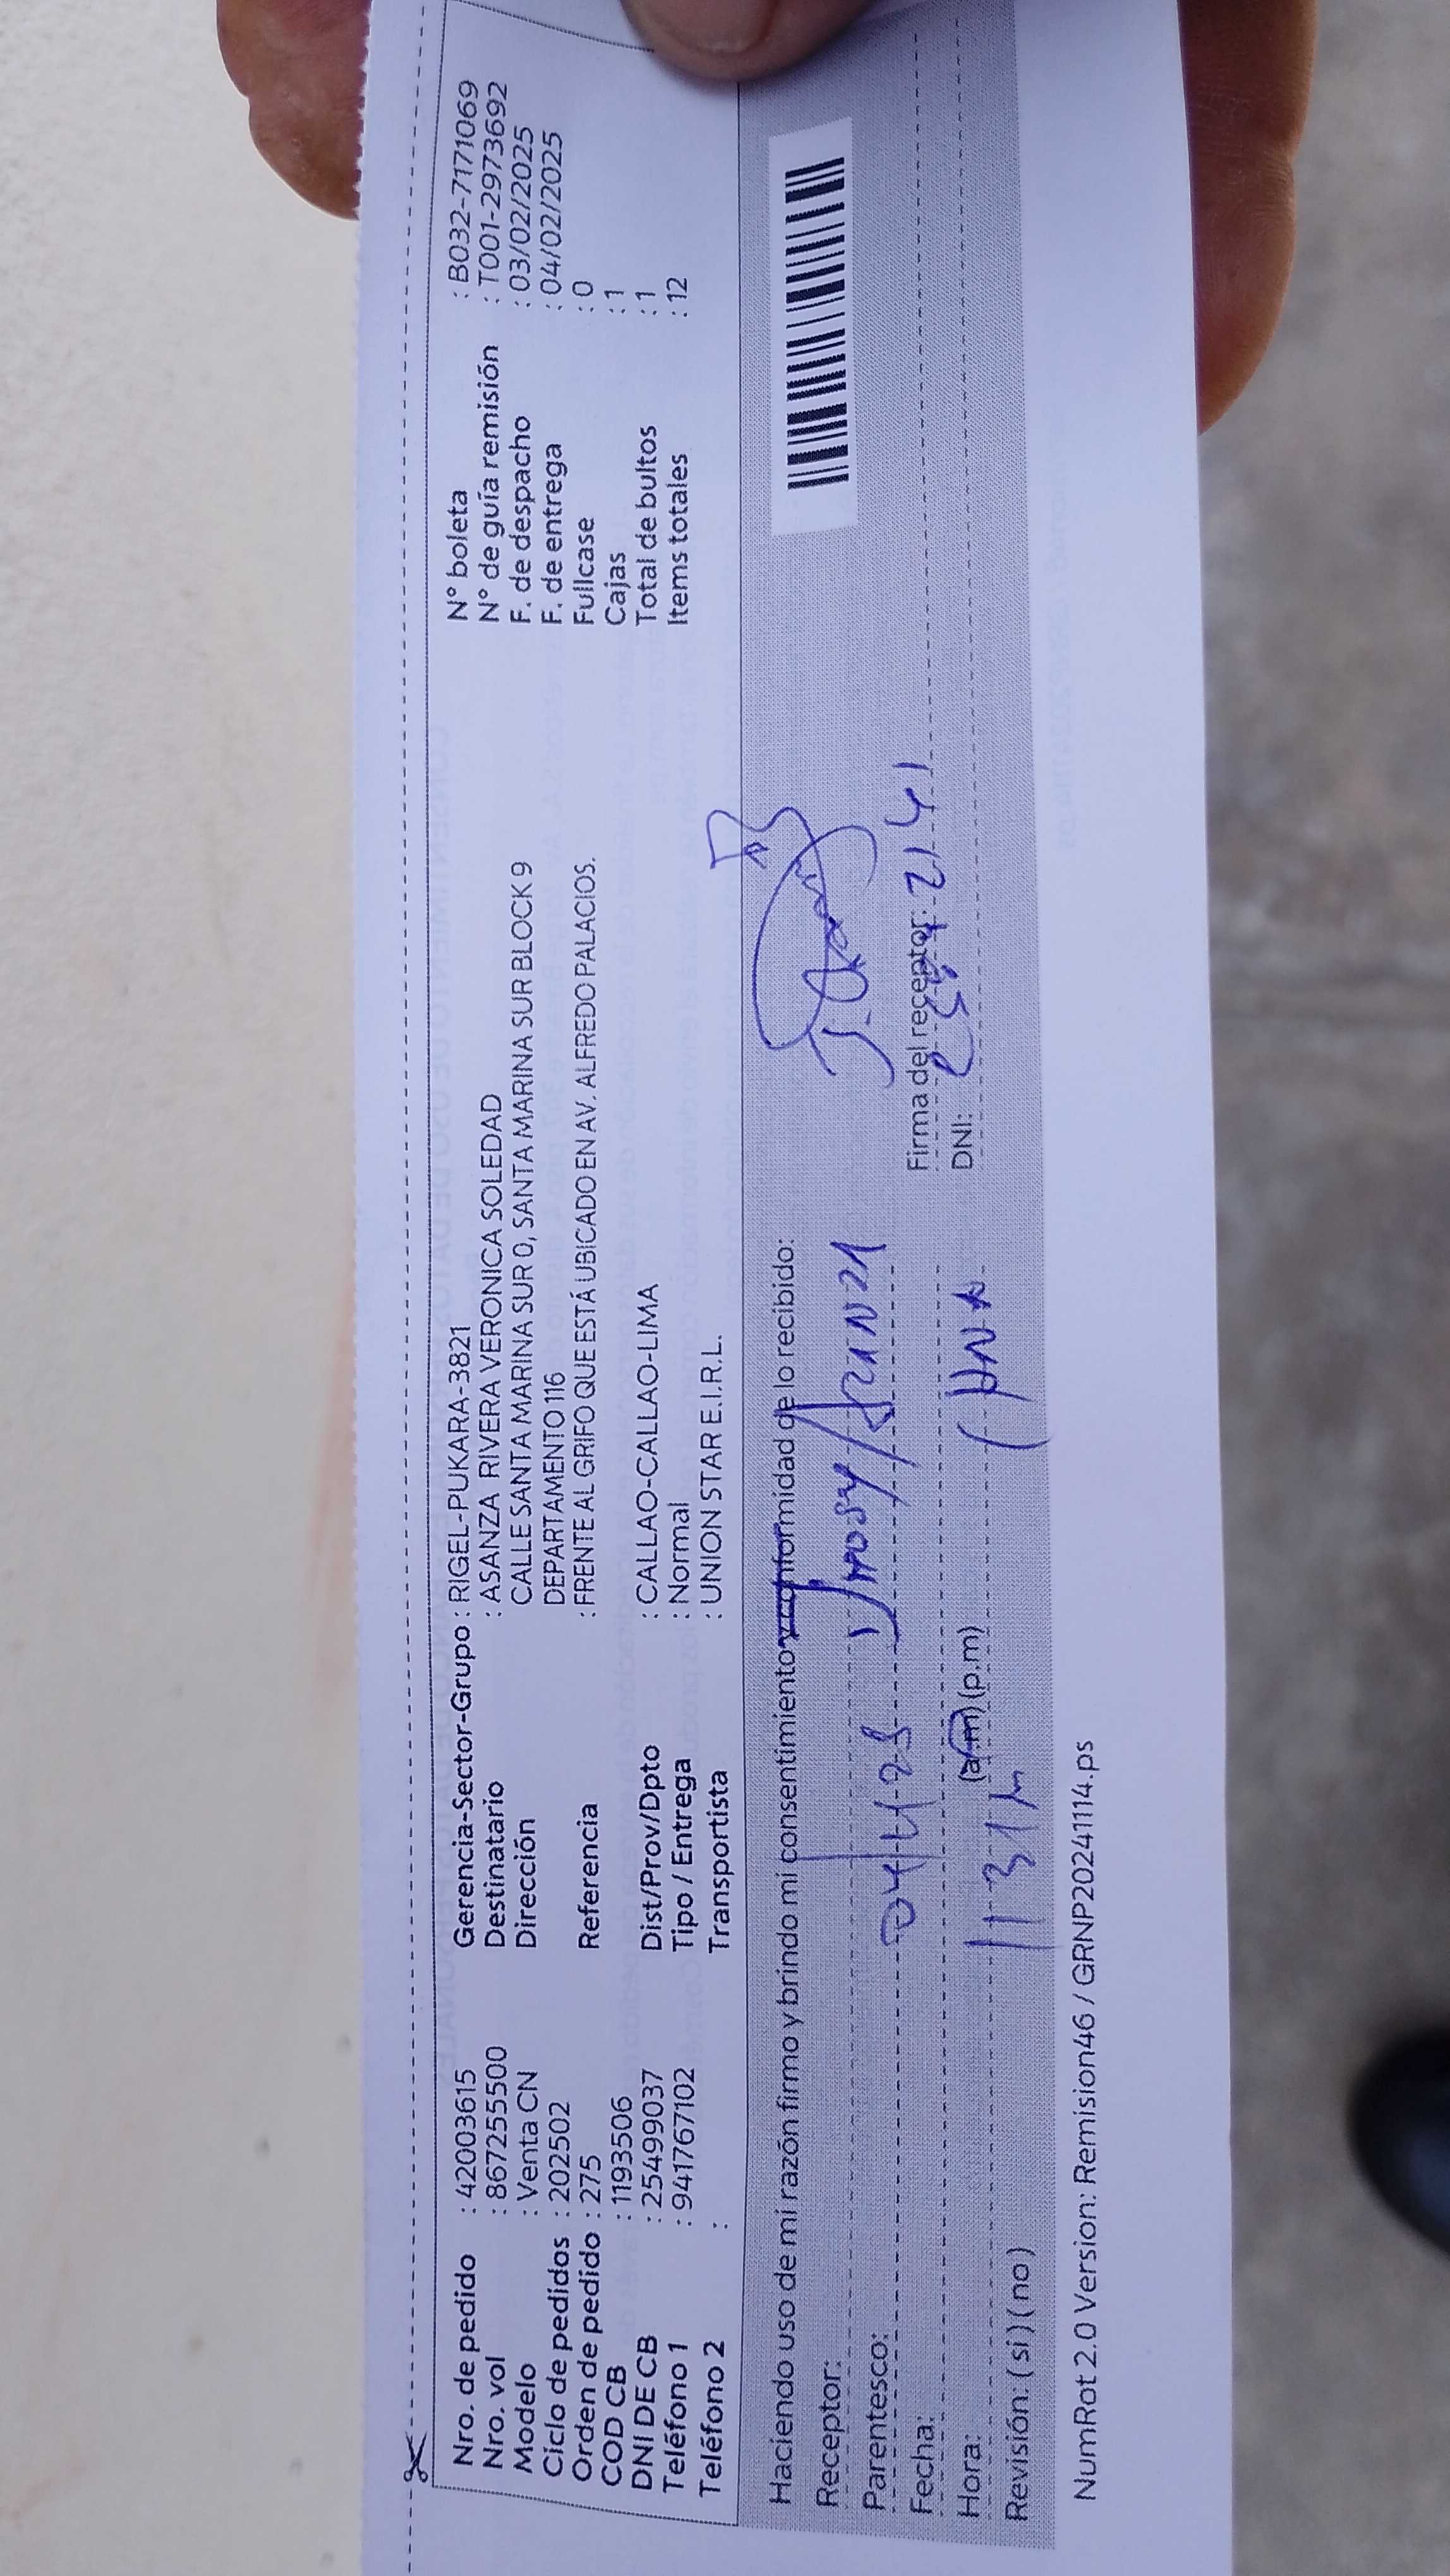 Nro. de pedido : 42003615 Gerencia-Sector-Grupo : RIGEL-PUKARA-3821 N° boleta : B032-7171069
Nro. vol : 867255500 Destinatario : ASANZA RIVERA VERONICA SOLEDAD N° de guía remisión : T001-2973692
Modelo : Venta CN Dirección CALLE SANTA MARINA SUR 0, SANTA MARINA SUR BLOCK 9 F. de despacho : 03/02/2025
Ciclo de pedidos : 202502 DEPARTAMENTO 116 F. de entrega : 04/02/2025
Orden de pedido : 275 Referencia : FRENTE AL GRIFO QUE ESTÁ UBICADO EN AV. ALFREDO PALACIOS. Fullcase : 0
COD CB : 1193506 Cajas : 1
DNI DE CB : 25499037 Dist/Prov/Dpto : CALLAO-CALLAO-LIMA Total de bultos : 1
Teléfono 1 : 941767102 Tipo / Entrega : Normal Items totales : 12
Teléfono 2 : Transportista : UNION STAR E.I.R.L.
Haciendo uso de mi razón firmo y brindo mi consentimiento y conformidad de lo recibido:
Receptor:
Parentesco:
Fecha: Firma del receptor:
Hora: (a.m) (p.m) DNI:
Revisión: ( si ) ( no )
NumRot 2.0 Version: Remision46 / GRNP20241114.ps